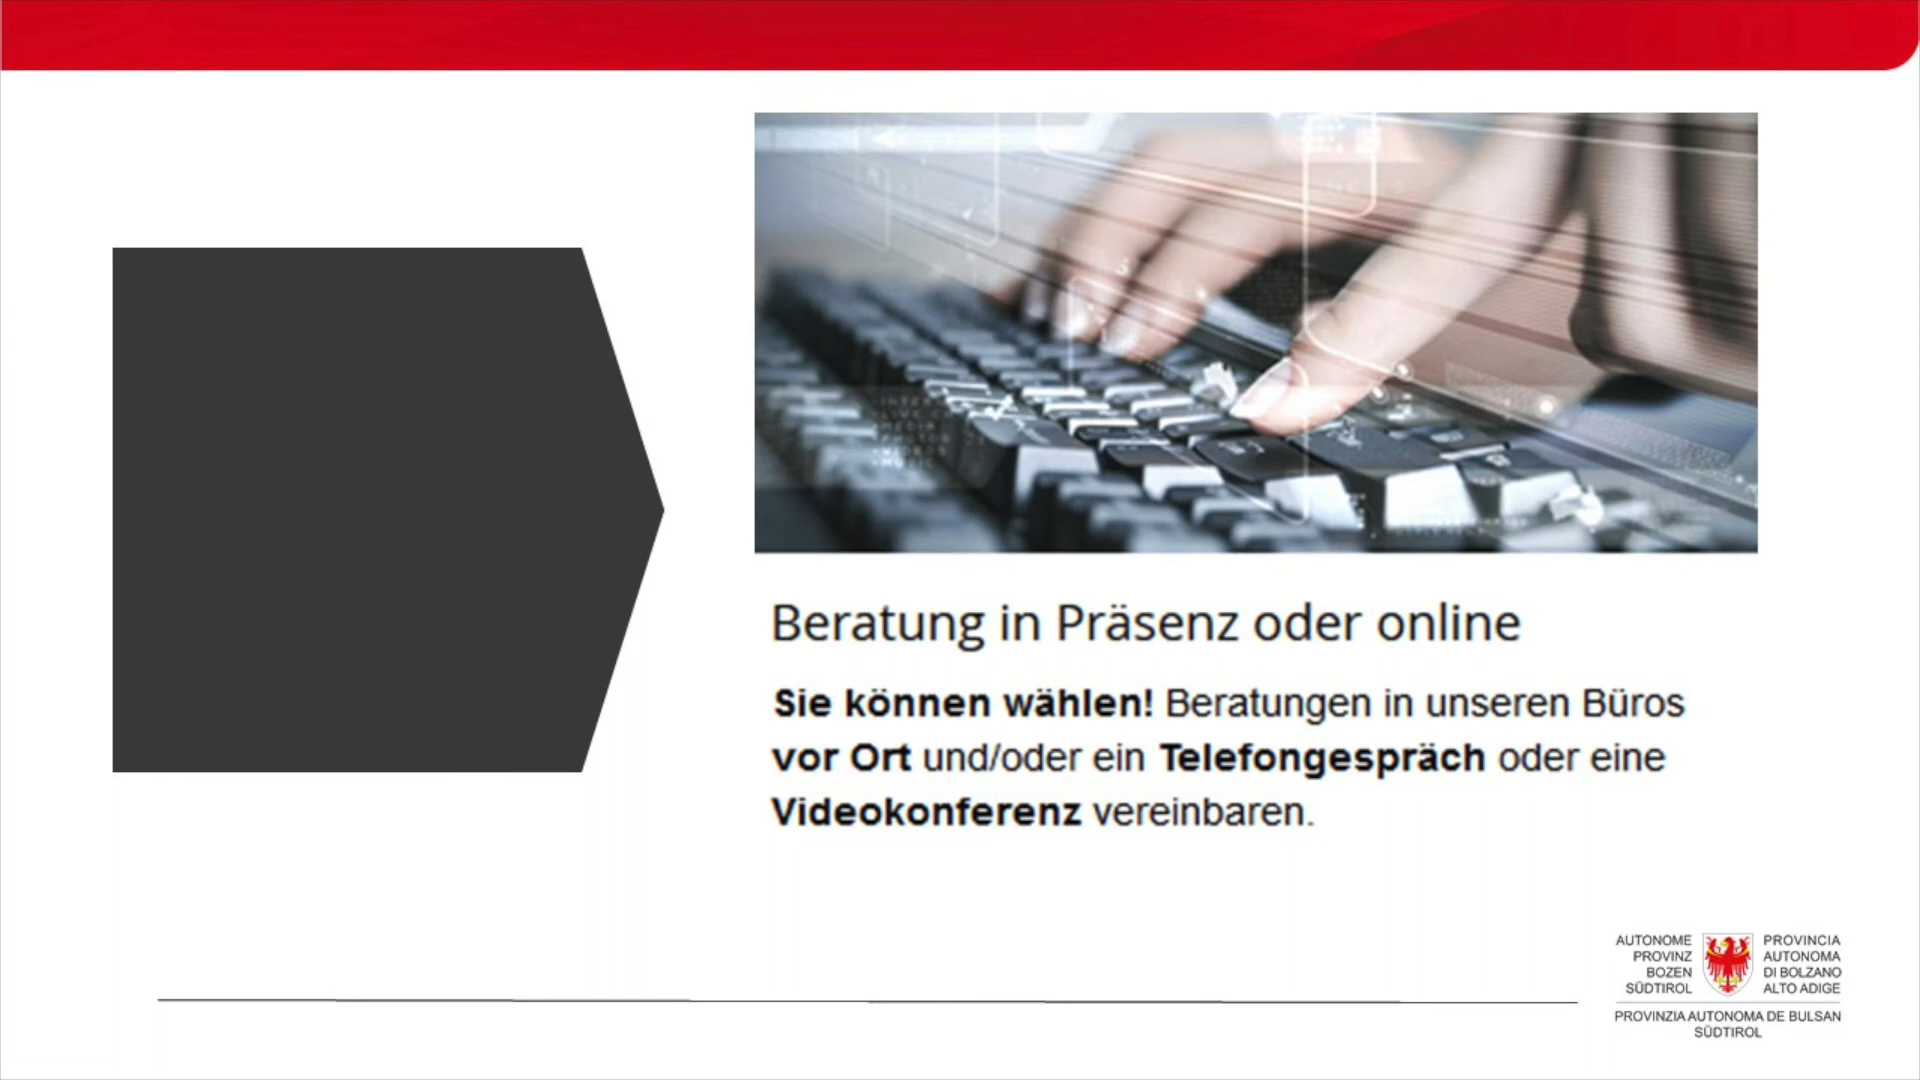 Beratung in Präsenz oder online
Sie können wählen! Beratungen in unseren Büros
vor Ort und/oder ein Telefongespräch oder eine
Videokonferenz vereinbaren.
AUTONOME
PROVINZ
BOZEN
SÜDTIROL
PROVINCIA
AUTONOMA
DI BOLZANO
ALTO ADIGE
PROVINZIA AUTONOMA DE BULSAN
SÜDTIROL